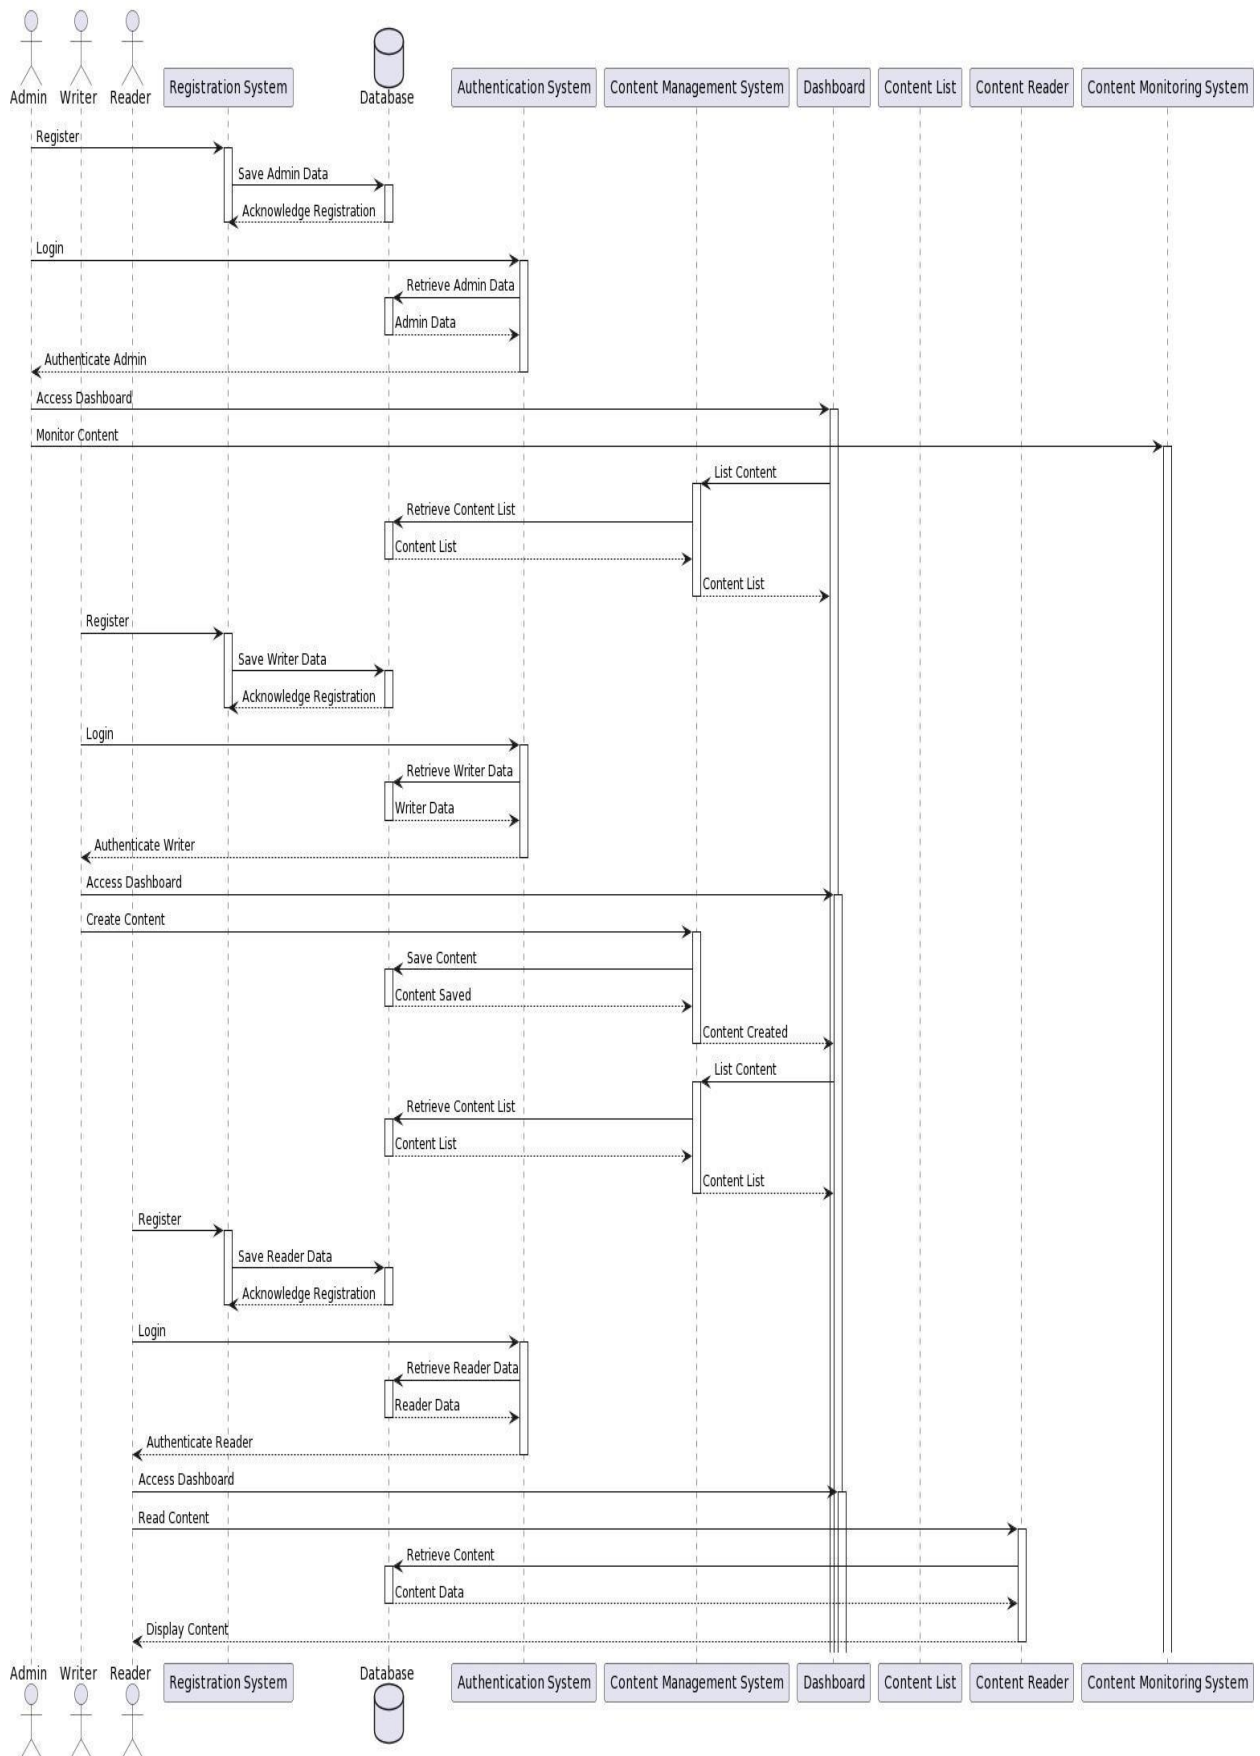 Admin Writer Reader Registration System Database Authentication System Content Management System Dashboard Content List Content Reader Content Monitoring System
Register
Save Admin Data
Acknowledge Registration
Login
Retrieve Admin Data
Admin Data
Authenticate Admin
Access Dashboard
Monitor Content
List Content
Retrieve Content List
Content List
Content List
Register
Save Writer Data
Acknowledge Registration
Login
Retrieve Writer Data
Writer Data
Authenticate Writer
Access Dashboard
Create Content
Save Content
Content Saved
Content Created
List Content
Retrieve Content List
Content List
Content List
Register
Save Reader Data
Acknowledge Registration
Login
Retrieve Reader Data
Reader Data
Authenticate Reader
Access Dashboard
Read Content
Retrieve Content
Content Data
Display Content
Admin Writer Reader Registration System Database Authentication System Content Management System Dashboard Content List Content Reader Content Monitoring System